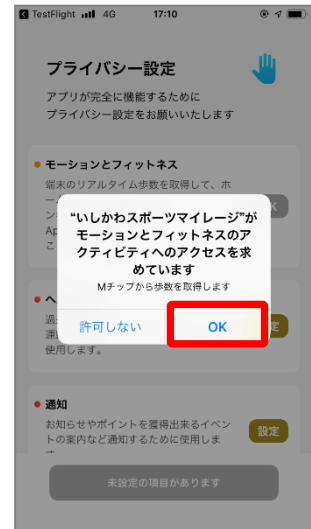 TestFlight 4G 17:10
プライバシー設定
アプリが完全に機能するために
プライバシー設定をお願いいたします
モーションとフィットネス
端末のリアルタイム歩数を取得して、ホ
"いしかわスポーツマイレージ"が
モーションとフィットネスのア
クティビティへのアクセスを求
めています
Mチップから歩数を取得します
許可しない OK
使用します。
通知
お知らせやポイントを獲得出来るイベン
トの案内など通知するために使用しま
設定
未設定の項目があります